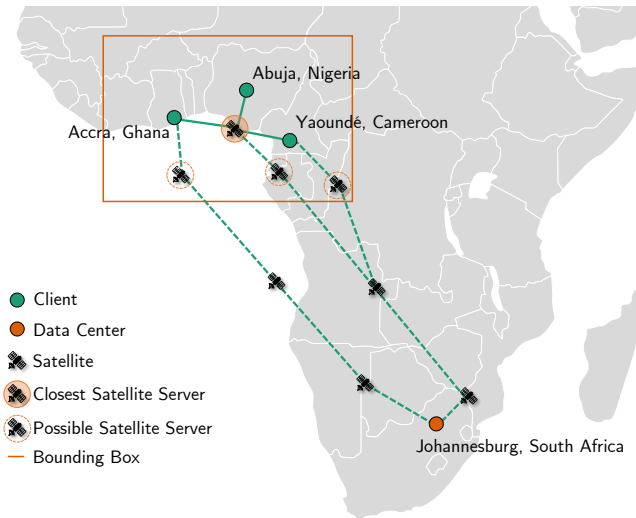 Abuja, Nigeria
Accra, Ghana
Yaoundé, Cameroon
Client
Data Center
Satellite
Closest Satellite Server
Possible Satellite Server
Bounding Box
Johannesburg, South Africa